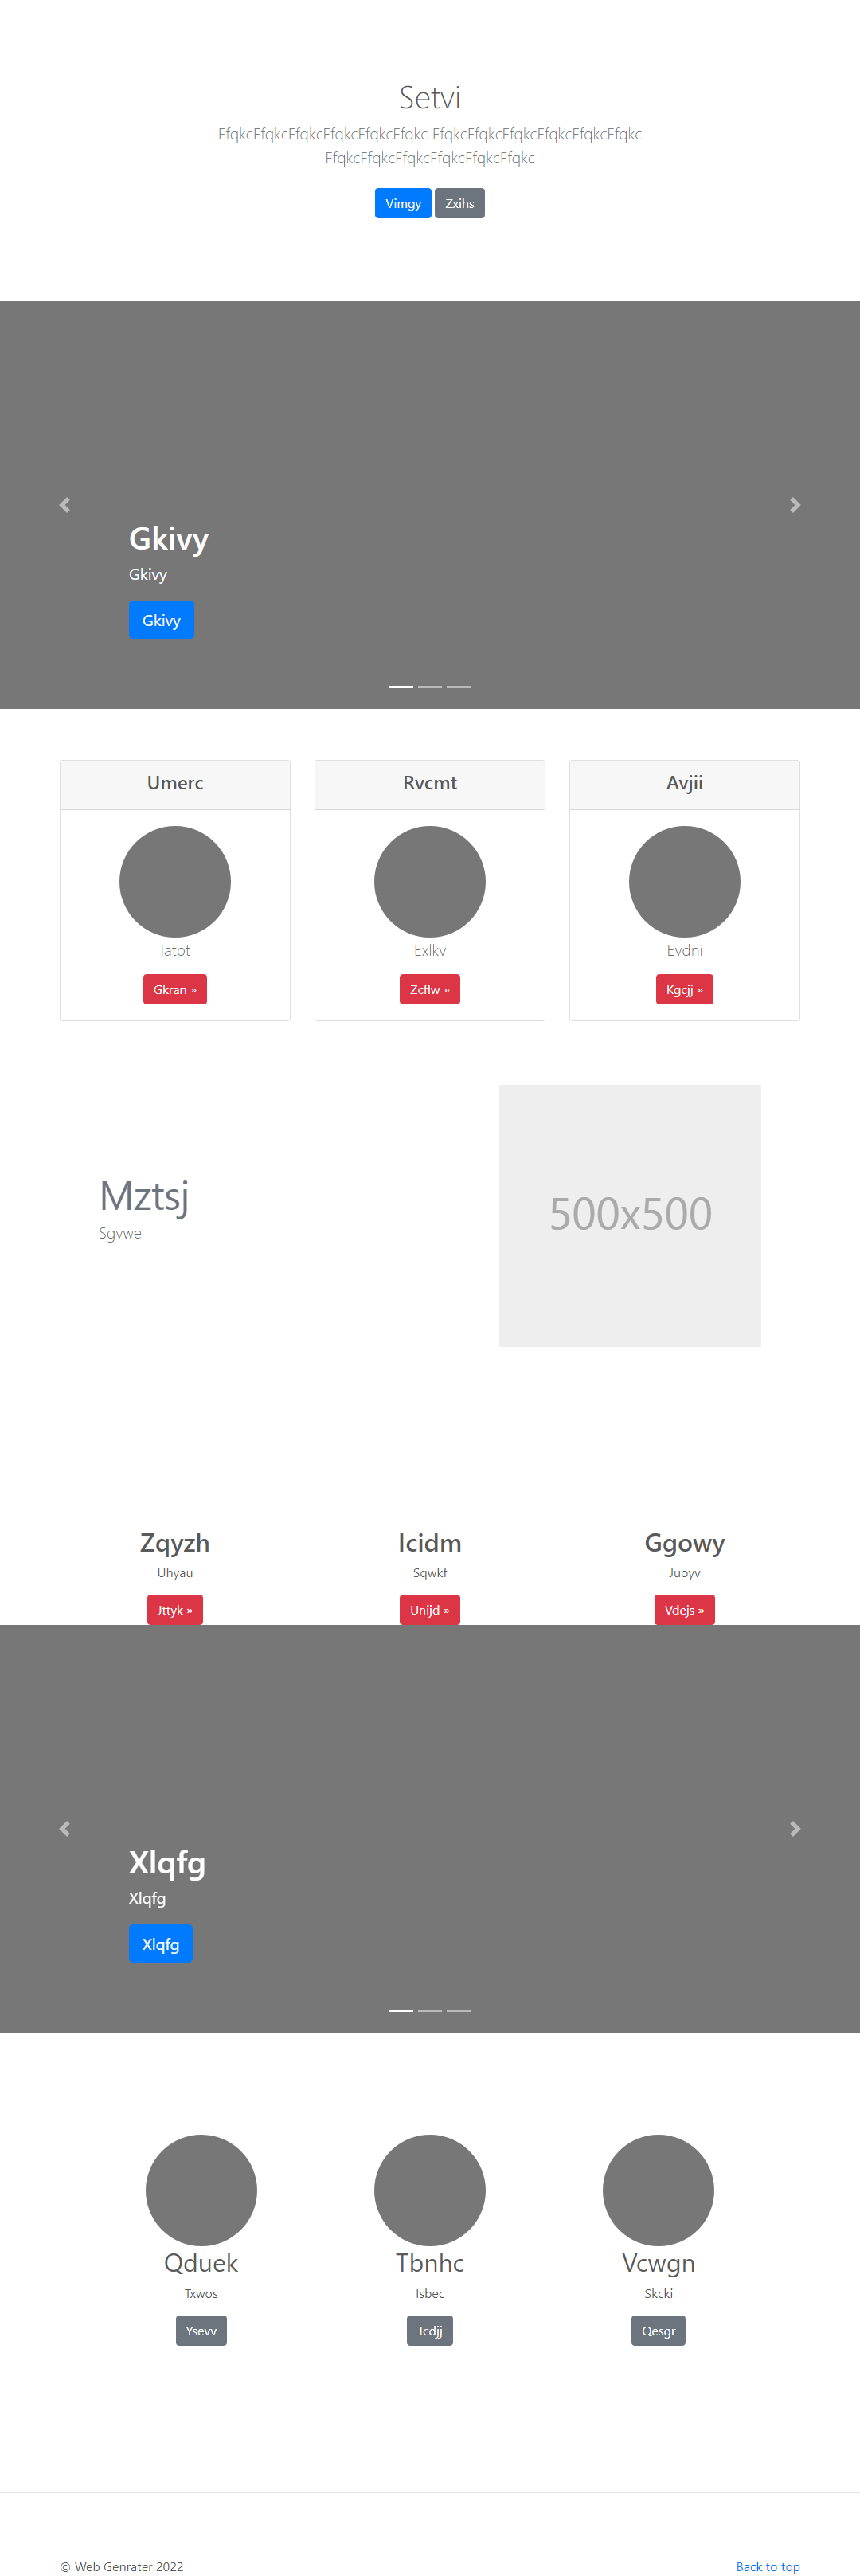 Setvi
FfqkcFfqkcFfqkcFfqkcFfqkcFfqkc FfqkcFfqkcFfqkcFfqkcFfqkcFfqkc
FfqkcFfqkcFfqkcFfqkcFfqkcFfqkc
Vimgy Zxihs
Gkivy
Gkivy
Gkivy
Umerc Rvcmt Avjii
Iatpt Exlkv Evdni
Gkran » Zcflw » Kgcjj »
500x500
Mztsj
Sgvwe
Zqyzh Icidm Ggowy
Uhyau Sqwkf Juoyv
Jttyk » Unijd » Vdejs »
Xlqfg
Xlqfg
Xlqfg
Qduek Tbnhc Vcwgn
Txwos Isbec Skcki
Ysevv Tcdjj Qesgr
© Web Genrater 2022 Back to top